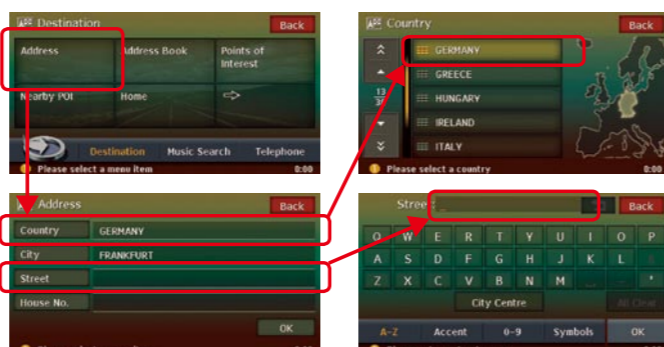 Destination Back
Address Address Book Points of Interest
Nearby POI Home
Destination Music Search Telephone
Please select a menu item 0:00
Country Back
GERMANY
13
GREECE
HUNGARY
IRELAND
ITALY
Please select a country 0:00
Address Back
Country GERMANY
City FRANKFURT
Street
House No.
OK
Street _ Back
Q W E R T Y U I O P
A S D F G H J K L
Z X C V B N M
City Centre All Clear
A-Z Accent 0-9 Symbols OK